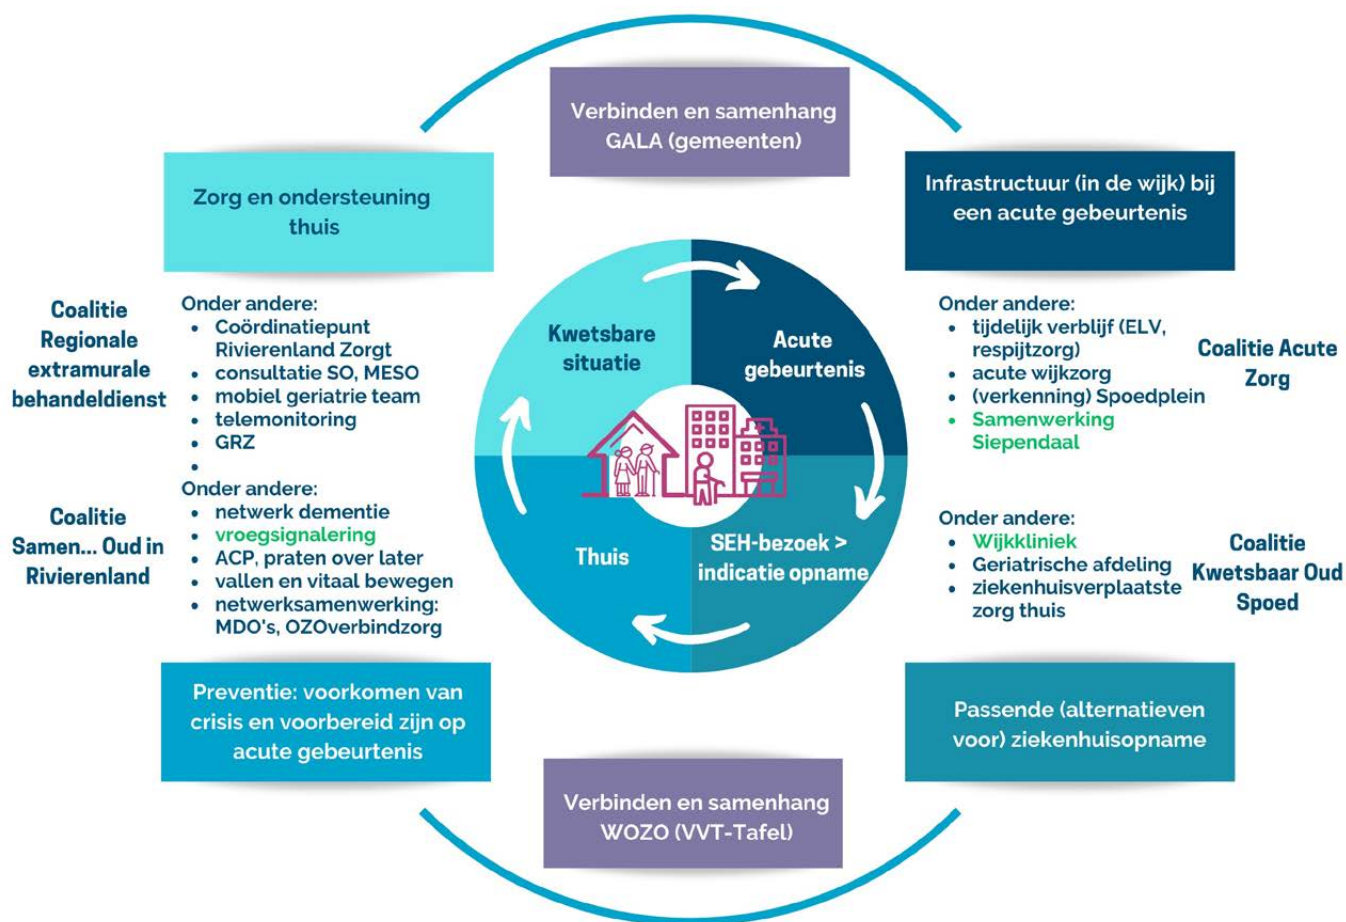 Verbinden en samenhang
GALA (gemeenten)
Zorg en ondersteuning
thuis
Infrastructuur (in de wijk) bij
een acute gebeurtenis
Coalitie
Regionale
extramurale
behandeldienst
Onder andere:
• Coördinatiepunt
Rivierenland Zorgt
• consultatie SO, MESO
• mobiel geriatrie team
• telemonitoring
• GRZ
•
Coalitie
Samen... Oud in
Rivierenland
Onder andere:
• netwerk dementie
• vroegsignalering
• ACP, praten over later
• vallen en vitaal bewegen
• netwerksamenwerking:
MDO's, OZOverbindzorg
Kwetsbare
situatie
Acute
gebeurtenis
Thuis
SEH-bezoek >
indicatie opname
Onder andere:
• tijdelijk verblijf (ELV,
respijtzorg)
• acute wijkzorg
• (verkenning) Spoedplein
• Samenwerking
Siependaal
Coalitie Acute
Zorg
Onder andere:
• Wijkkliniek
• Geriatrische afdeling
• ziekenhuisverplaatste
zorg thuis
Coalitie
Kwetsbaar Oud
Spoed
Preventie: voorkomen van
crisis en voorbereid zijn op
acute gebeurtenis
Passende (alternatieven
voor) ziekenhuisopname
Verbinden en samenhang
WOZO (VVT-Tafel)